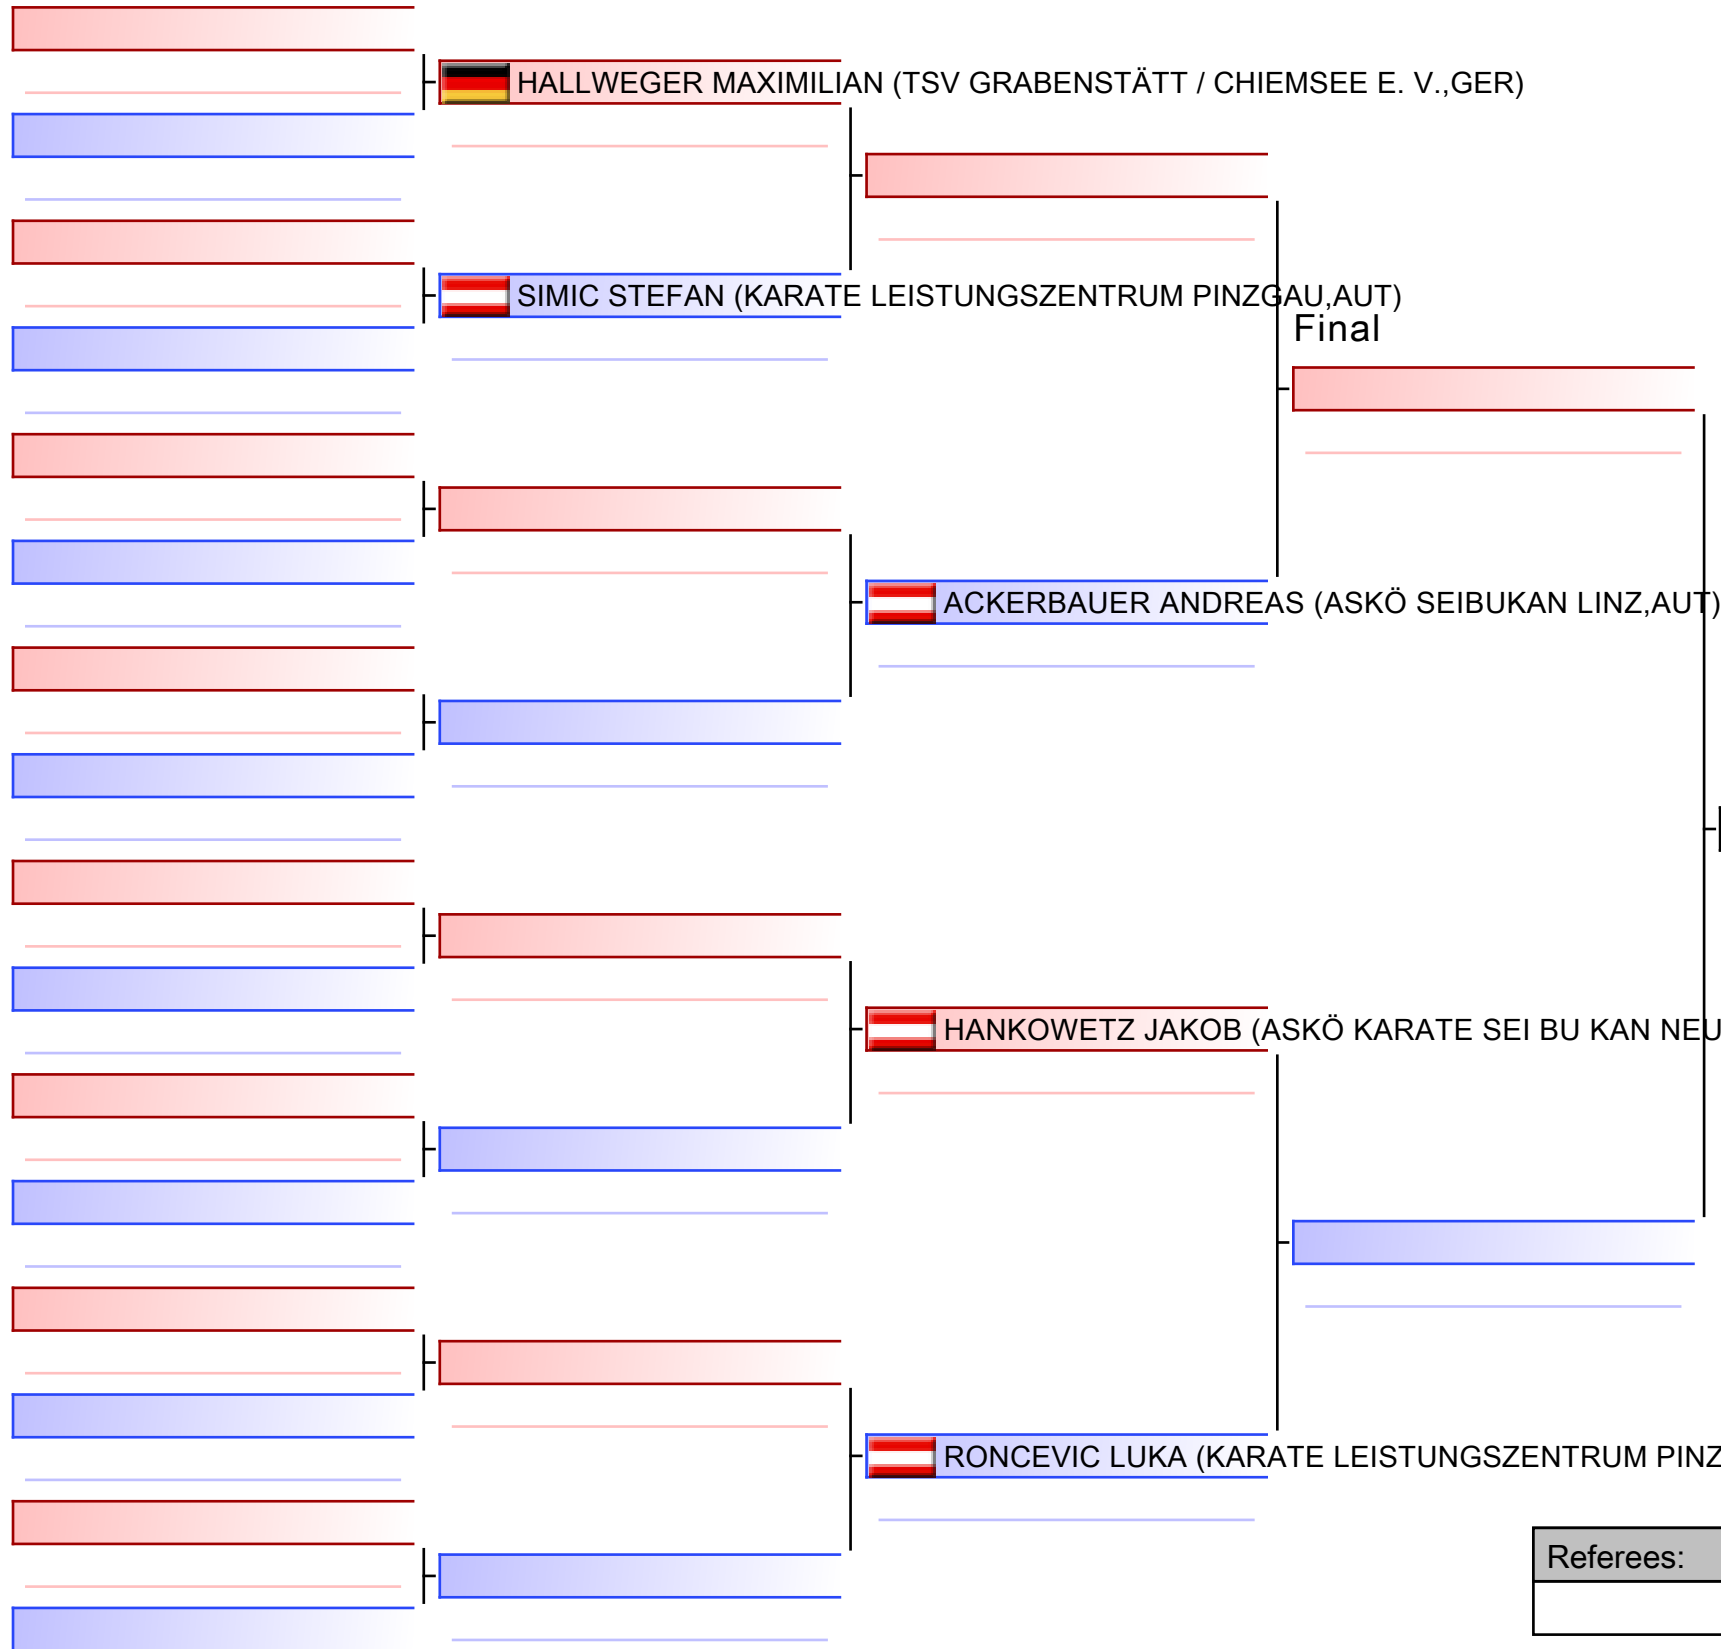 HALLWEGER MAXIMILIAN (TSV GRABENSTÄTT / CHIEMSEE E. V.,GER)
SIMIC STEFAN (KARATE LEISTUNGSZENTRUM PINZGAU,AUT)
Final
ACKERBAUER ANDREAS (ASKÖ SEIBUKAN LINZ,AUT)
HANKOWETZ JAKOB (ASKÖ KARATE SEI BU KAN NEU
RONCEVIC LUKA (KARATE LEISTUNGSZENTRUM PINZ
Referees: